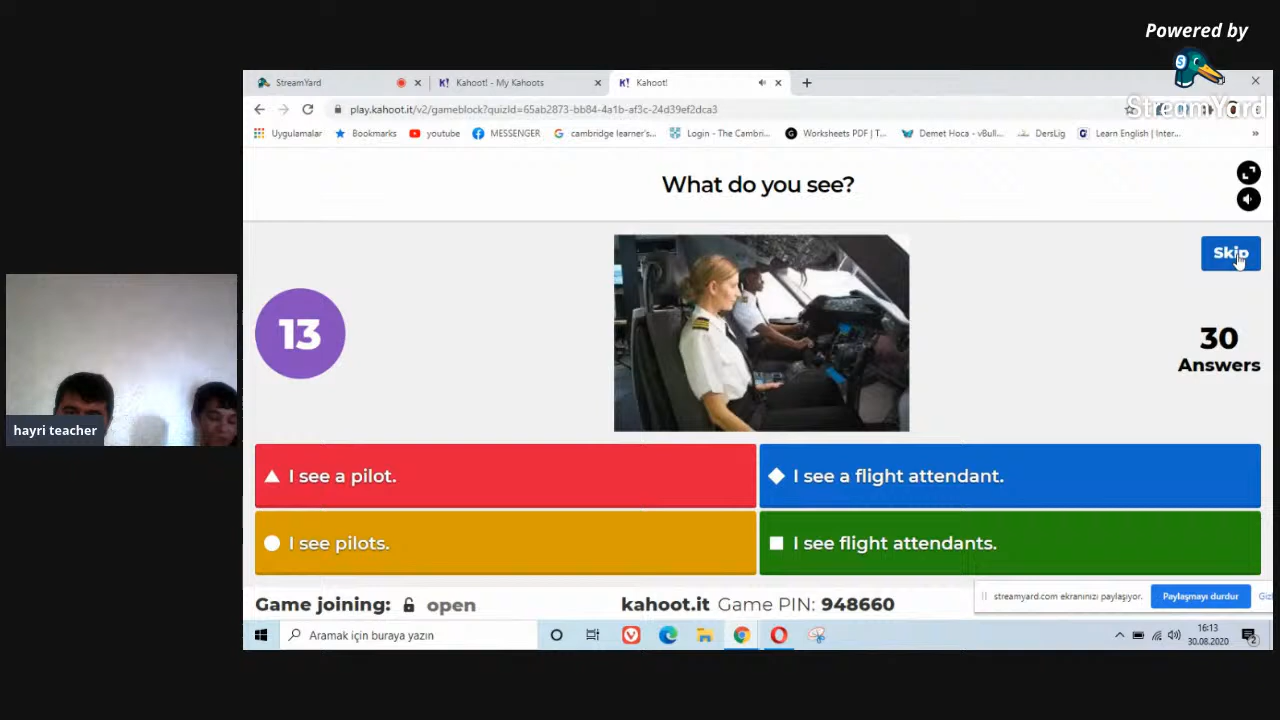 Powered by
StreamYard
StreamYard
Kahoot! - My Kahoots
Kahoot!
play.kahoot.it/v2/gameblock?quizId=65ab2873-bb84-4a1b-af3c-24d39ef2dca3
Uygulamalar
Bookmarks
youtube
MESSENGER
cambridge learner's...
Login - The Cambri...
Worksheets PDF | T...
Demet Hoca - vBull...
DersLig
Learn English | Inter...
»
What do you see?
Skip
13
30
Answers
hayri teacher
I see a pilot.
I see a flight attendant.
I see pilots.
I see flight attendants.
Game joining: open
kahoot.it Game PIN: 948660
streamyard.com ekranınızı paylaşıyor.
Paylaşmayı durdur
Aramak için buraya yazın
16:13
30.08.2020
2